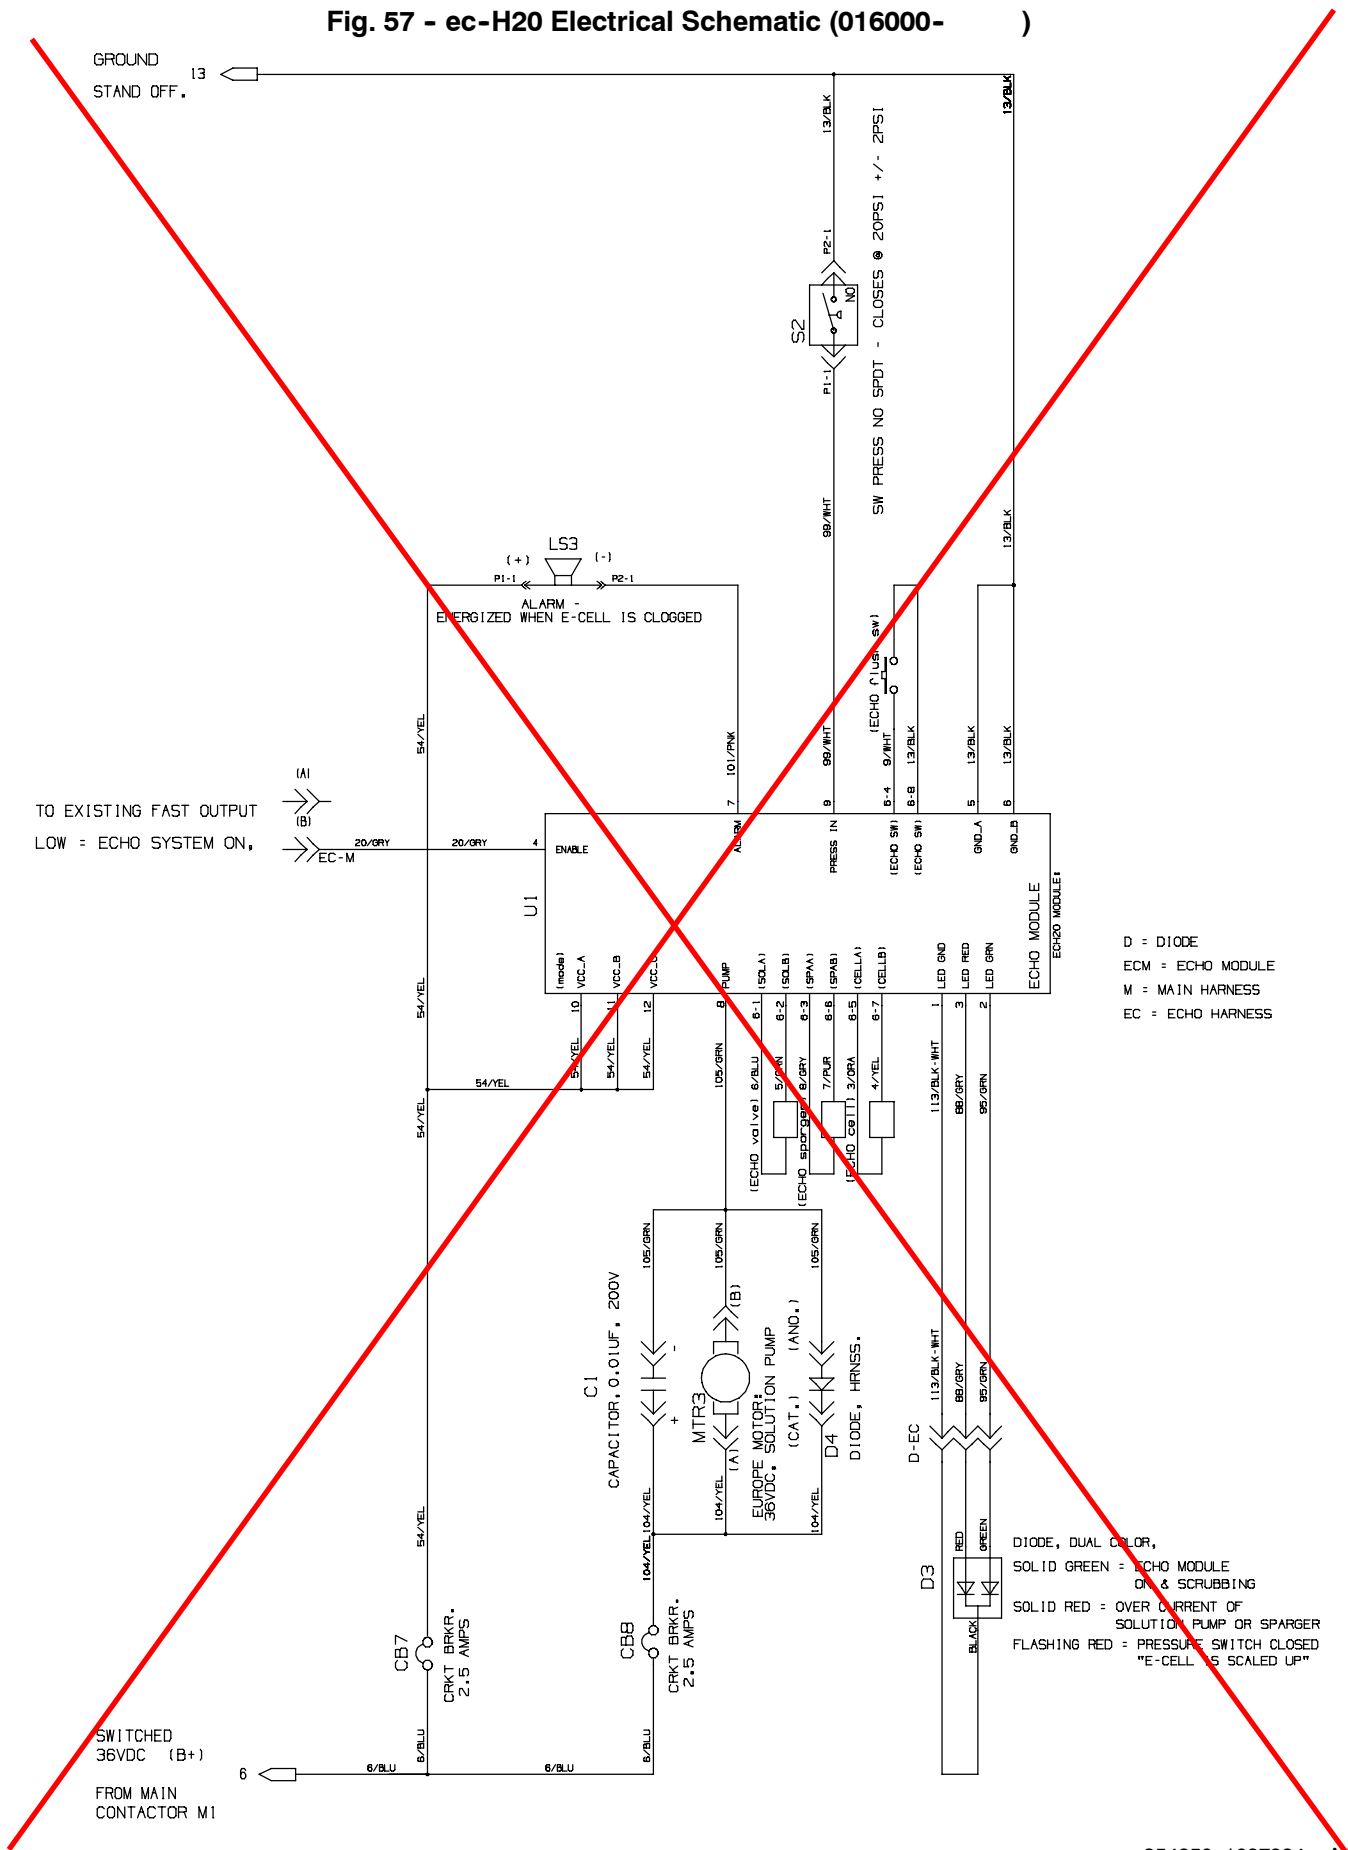 Fig. 57 - ec-H20 Electrical Schematic (016000- )
GROUND
STAND OFF.
13
13/BLK
13/BLK
P2-1
S2
NO
P1-1
SW PRESS NO SPDT - CLOSES @ 20PSI +/- 2PSI
99/WHT
13/BLK
LS3
(+)
(-)
P1-1
P2-1
ALARM -
ENERGIZED WHEN E-CELL IS CLOGGED
(ECHO flush sw)
54/YEL
101/PNK
99/WHT
9/WHT
13/BLK
13/BLK
13/BLK
(A)
(B)
TO EXISTING FAST OUTPUT
LOW = ECHO SYSTEM ON.
EC-M
20/GRY
20/GRY
4
7
9
6-4
6-8
5
6
ENABLE
ALARM
PRESS IN
(ECHO SW)
(ECHO SW)
GND_A
GND_B
U1
ECHO MODULE
ECH20 MODULE:
(mode)
VCC_A
VCC_B
VCC_C
PUMP
(SOLA)
(SOLB)
(SPAA)
(SPAB)
(CELLA)
(CELLB)
LED GND
LED RED
LED GRN
D = DIODE
ECM = ECHO MODULE
M = MAIN HARNESS
EC = ECHO HARNESS
54/YEL
10
11
12
8
6-1
6-2
6-3
6-6
6-5
6-7
1
3
2
54/YEL
54/YEL
54/YEL
54/YEL
54/YEL
105/GRN
(ECHO valve) 6/BLU
5/GRN
(ECHO sparger) 8/GRY
7/PUR
(ECHO cell) 3/ORA
4/YEL
113/BLK-WHT
88/GRY
95/GRN
105/GRN
105/GRN
105/GRN
C1
CAPACITOR, 0.01UF, 200V
-
+
MTR3
(B)
(A)
EUROPE MOTOR:
36VDC, SOLUTION PUMP
(CAT.) (ANO.)
D4
DIODE, HRNSS.
113/BLK-WHT
88/GRY
95/GRN
D-EC
54/YEL
104/YEL
104/YEL
104/YEL
104/YEL
RED
GREEN
D3
BLACK
DIODE, DUAL COLOR,
SOLID GREEN = ECHO MODULE
ON & SCRUBBING
SOLID RED = OVER CURRENT OF
SOLUTION PUMP OR SPARGER
FLASHING RED = PRESSURE SWITCH CLOSED
"E-CELL IS SCALED UP"
CB7
CRKT BRKR.
2.5 AMPS
CB8
CRKT BRKR.
2.5 AMPS
6/BLU
6/BLU
SWITCHED
36VDC (B+)
6
6/BLU
6/BLU
FROM MAIN
CONTACTOR M1